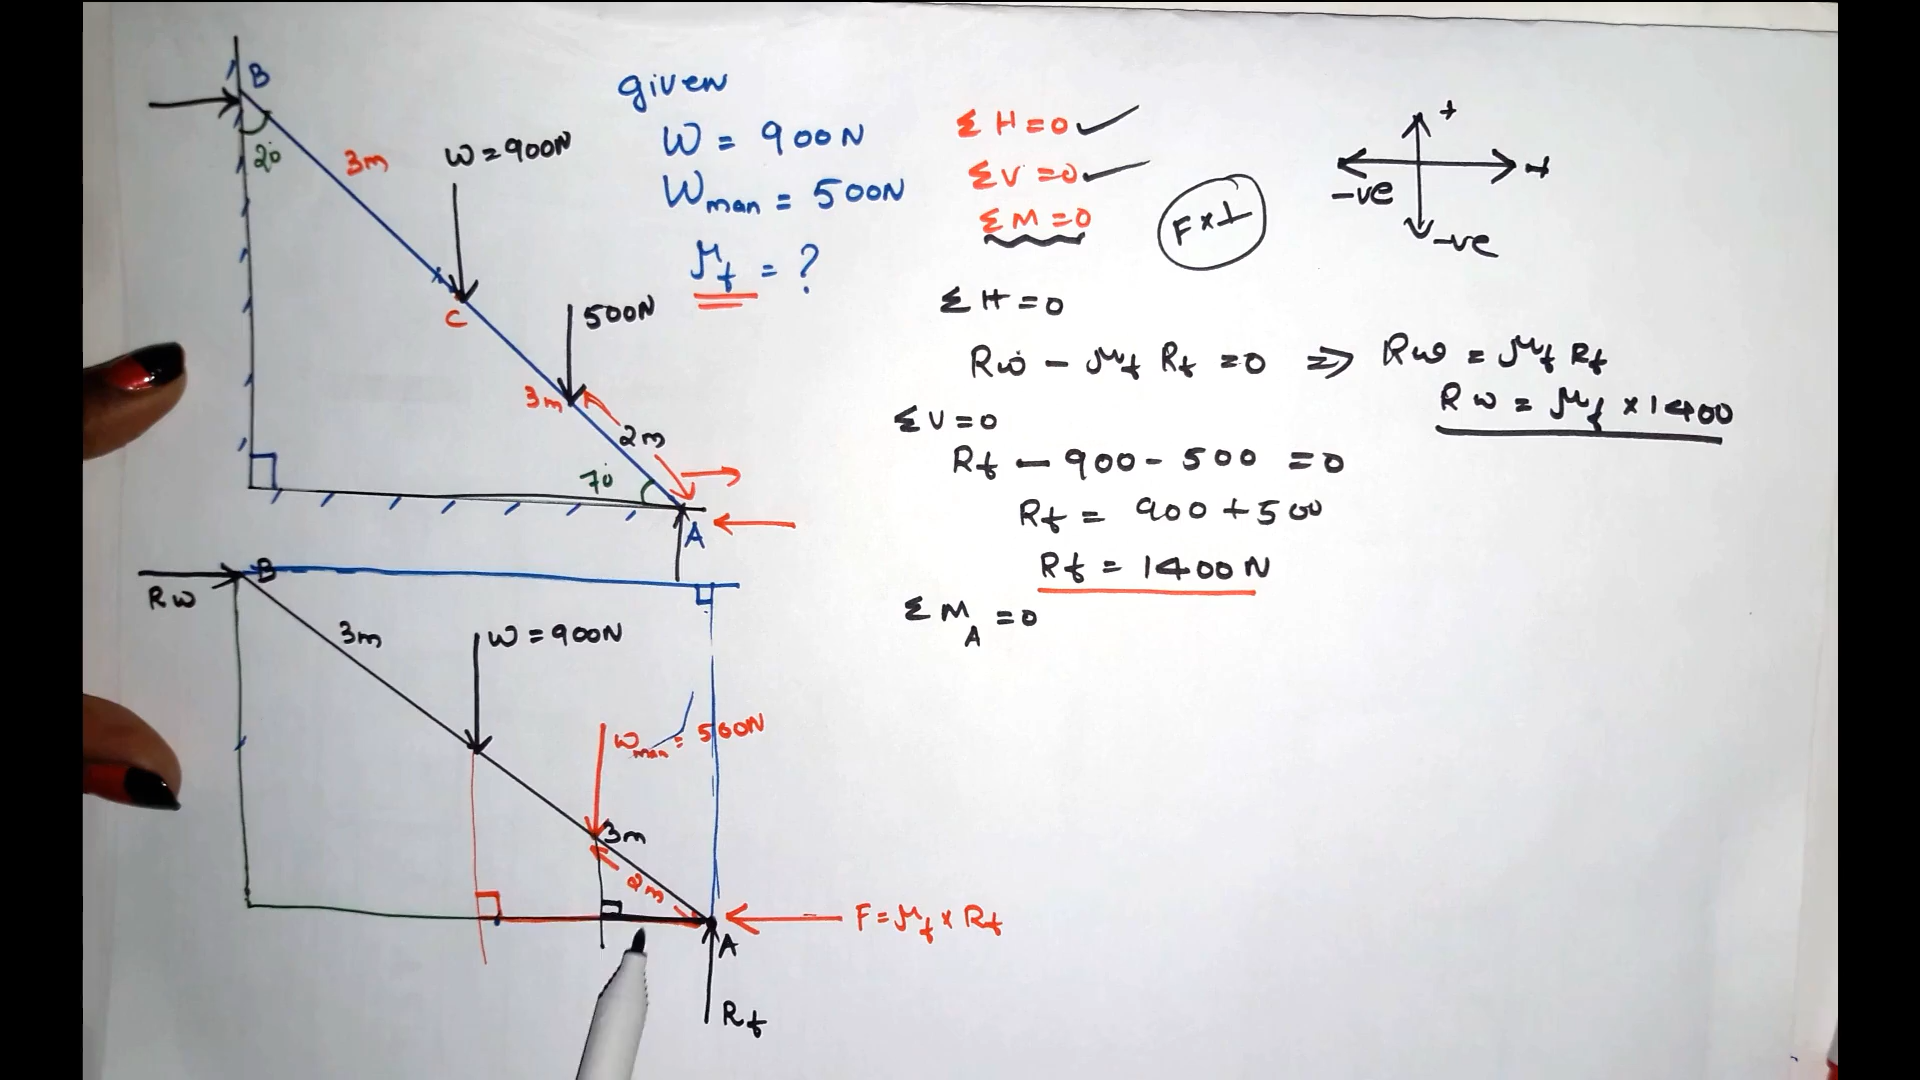 B
20°
3m
W = 900N
C
500N
3m
2m
70°
A
given
W = 900N
Wman = 500N
μf = ?
ΣH=0
ΣV=0
ΣM=0
F×⊥
+
+
-ve
-ve
ΣH=0
Rw - μf Rf = 0 ⇒ Rw = μf Rf
Rw = μf × 1400
ΣV=0
Rf - 900 - 500 = 0
Rf = 900 + 500
Rf = 1400 N
ΣM_A = 0
B
Rw
3m
W = 900N
Wman = 500N
3m
2m
A
F = μf × Rf
Rf